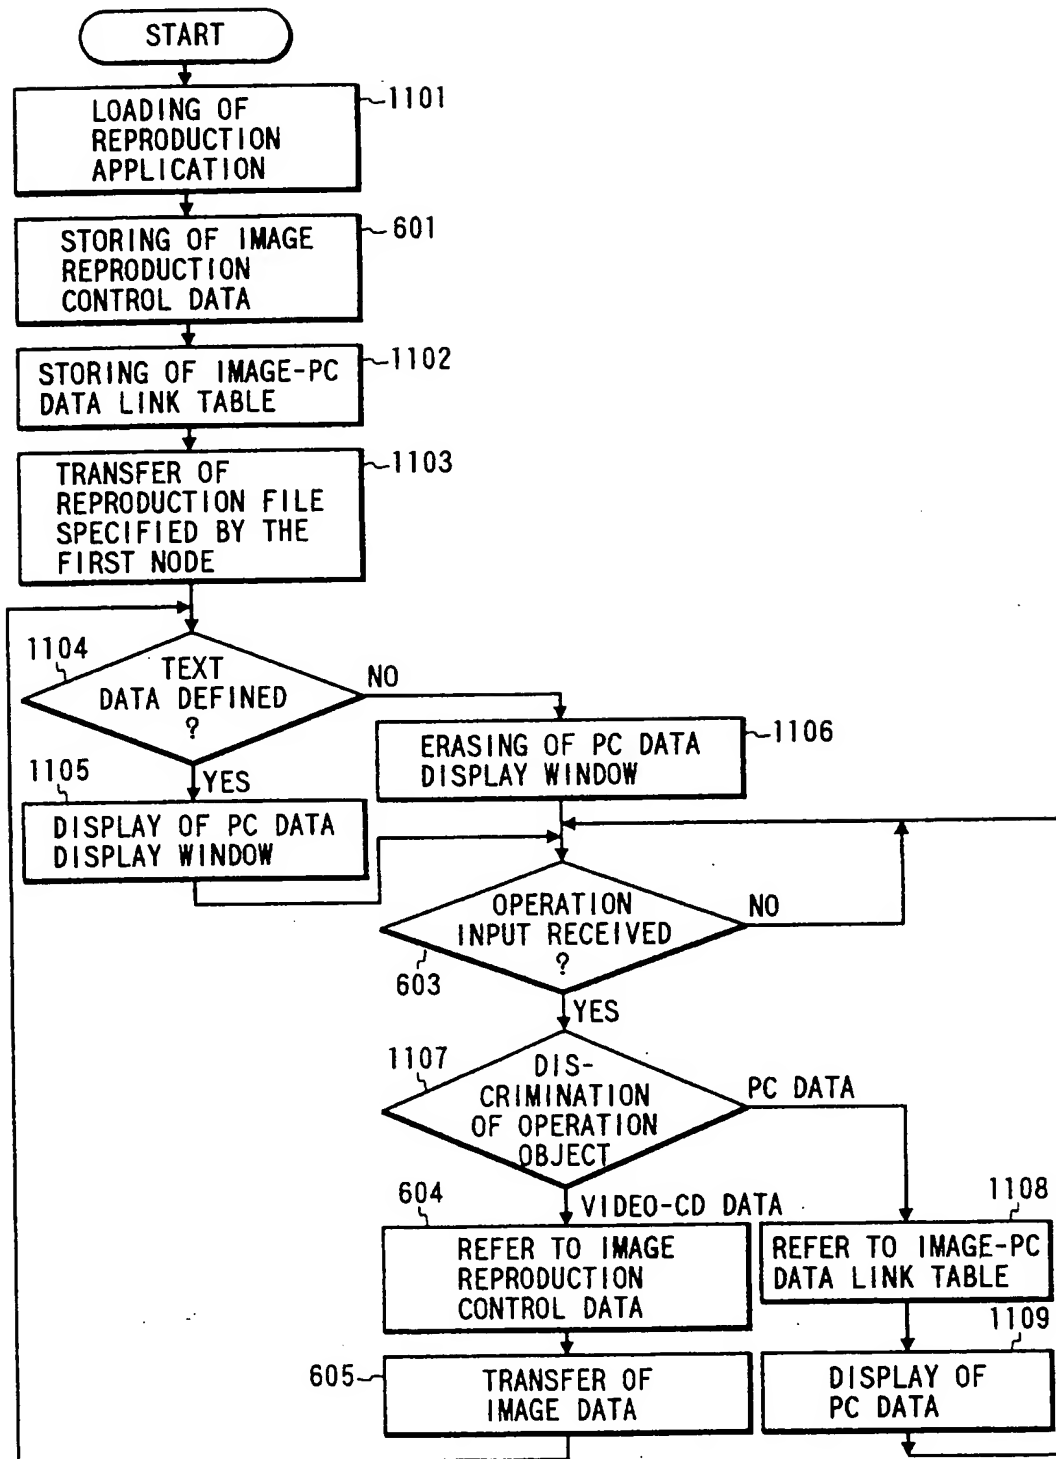 START
LOADING OF
REPRODUCTION
APPLICATION
1101
STORING OF IMAGE
REPRODUCTION
CONTROL DATA
601
STORING OF IMAGE-PC
DATA LINK TABLE
1102
TRANSFER OF
REPRODUCTION FILE
SPECIFIED BY THE
FIRST NODE
1103
1104
TEXT
DATA DEFINED
?
NO
YES
1105
DISPLAY OF PC DATA
DISPLAY WINDOW
ERASING OF PC DATA
DISPLAY WINDOW
1106
OPERATION
INPUT RECEIVED
?
NO
603
YES
1107
DIS-
CRIMINATION
OF OPERATION
OBJECT
PC DATA
VIDEO-CD DATA
604
REFER TO IMAGE
REPRODUCTION
CONTROL DATA
1108
REFER TO IMAGE-PC
DATA LINK TABLE
605
TRANSFER OF
IMAGE DATA
1109
DISPLAY OF
PC DATA